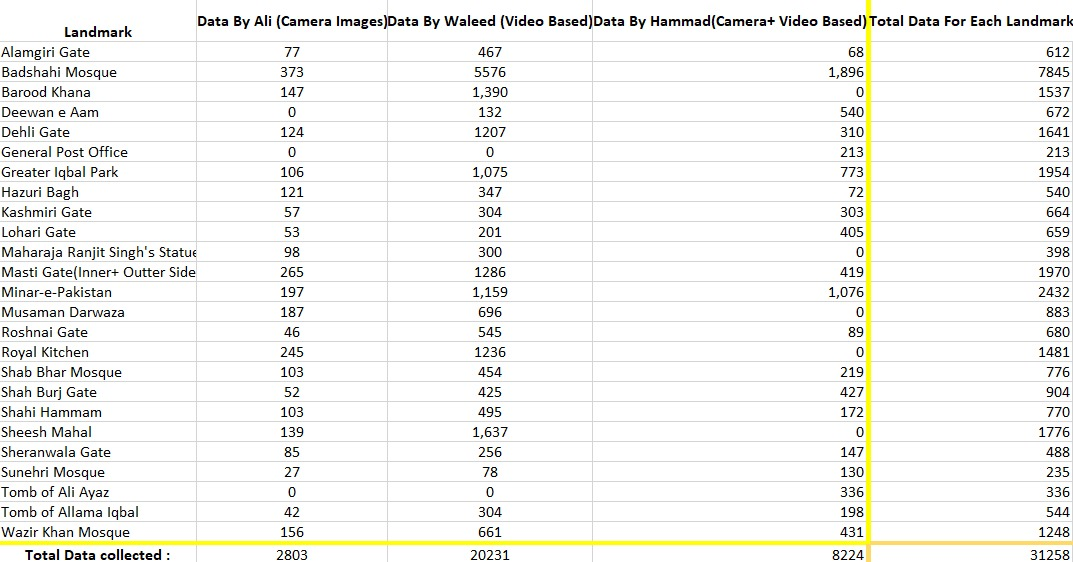 Landmark Data By Ali (Camera Images) Data By Waleed (Video Based) Data By Hammad(Camera+ Video Based) Total Data For Each Landmark
Alamgiri Gate 77 467 68 612
Badshahi Mosque 373 5576 1,896 7845
Barood Khana 147 1,390 0 1537
Deewan e Aam 0 132 540 672
Dehli Gate 124 1207 310 1641
General Post Office 0 0 213 213
Greater Iqbal Park 106 1,075 773 1954
Hazuri Bagh 121 347 72 540
Kashmiri Gate 57 304 303 664
Lohari Gate 53 201 405 659
Maharaja Ranjit Singh's Statue 98 300 0 398
Masti Gate(Inner+ Outter Side 265 1286 419 1970
Minar-e-Pakistan 197 1,159 1,076 2432
Musaman Darwaza 187 696 0 883
Roshnai Gate 46 545 89 680
Royal Kitchen 245 1236 0 1481
Shab Bhar Mosque 103 454 219 776
Shah Burj Gate 52 425 427 904
Shahi Hammam 103 495 172 770
Sheesh Mahal 139 1,637 0 1776
Sheranwala Gate 85 256 147 488
Sunehri Mosque 27 78 130 235
Tomb of Ali Ayaz 0 0 336 336
Tomb of Allama Iqbal 42 304 198 544
Wazir Khan Mosque 156 661 431 1248
Total Data collected : 2803 20231 8224 31258